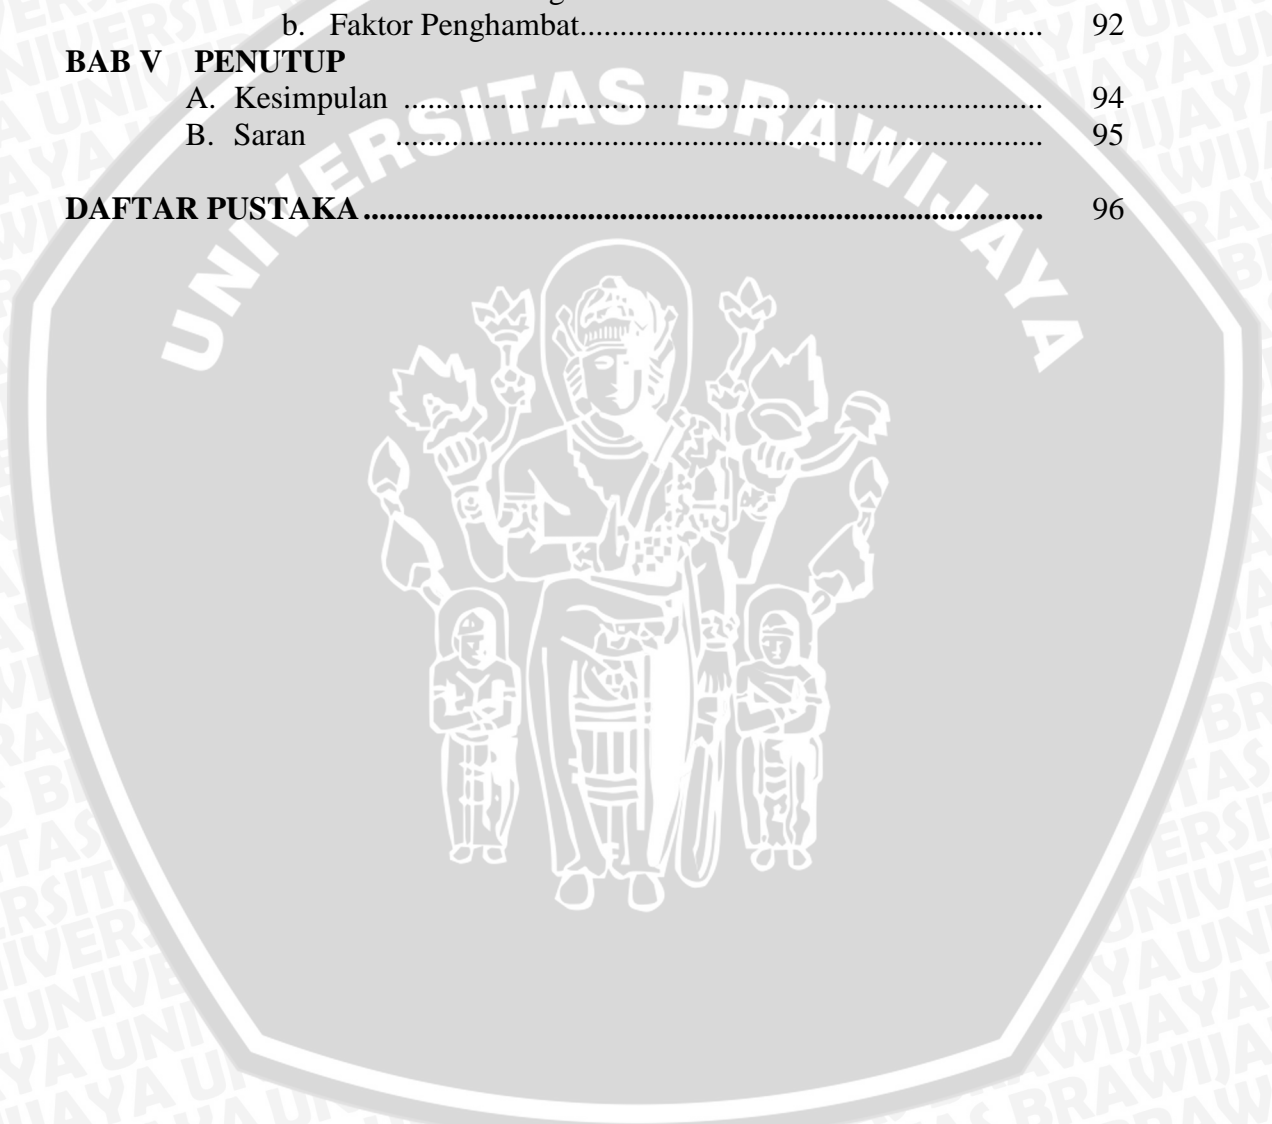 b. Faktor Penghambat.......................................................... 92
BAB V PENUTUP
A. Kesimpulan ................................................................................ 94
B. Saran ................................................................................. 95
DAFTAR PUSTAKA..................................................................................... 96
UNIVERSITAS BRAWIJAYA